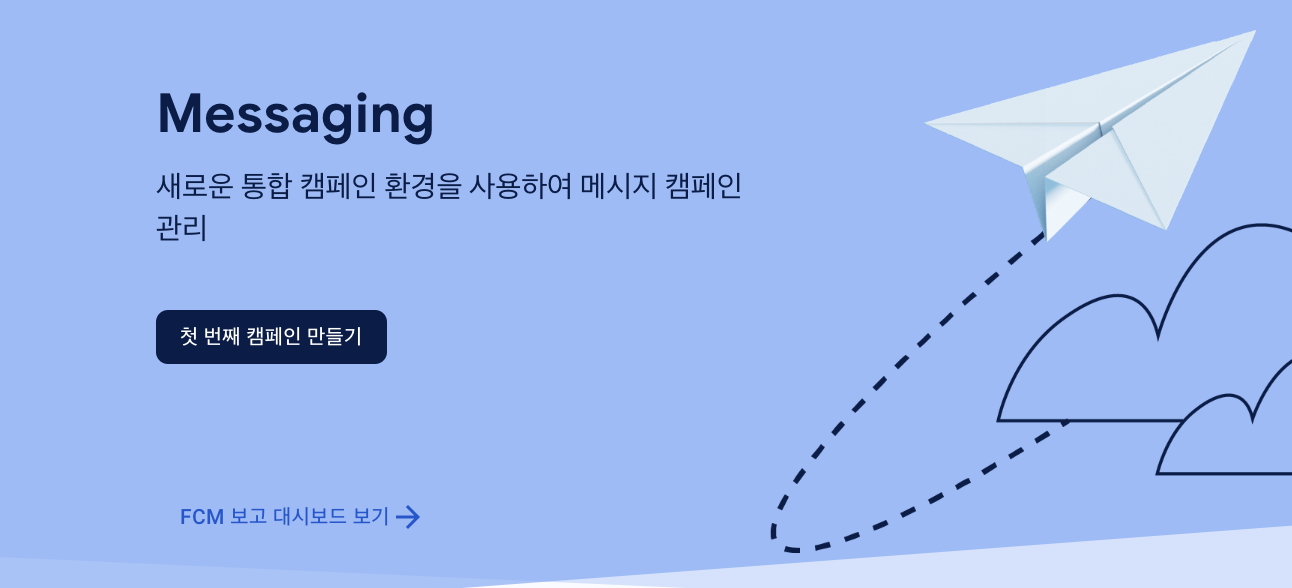 Messaging
새로운 통합 캠페인 환경을 사용하여 메시지 캠페인
관리
첫 번째 캠페인 만들기
FCM 보고 대시보드 보기